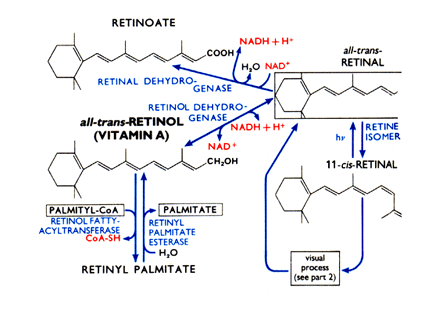 RETINOATE
COOH
NADH + H+
H2O NAD+
RETINAL DEHYDRO-
GENASE
all-trans-
RETINAL
RETINOL DEHYDRO-
GENASE
NADH + H+
NAD+
all-trans-RETINOL
(VITAMIN A)
CH2OH
hν
RETINE
ISOMER
11-cis-RETINAL
PALMITYL-CoA
RETINOL FATTY-
ACYLTRANSFERASE
CoA-SH
PALMITATE
RETINYL
PALMITATE
ESTERASE
H2O
RETINYL PALMITATE
visual
process
(see part 2)